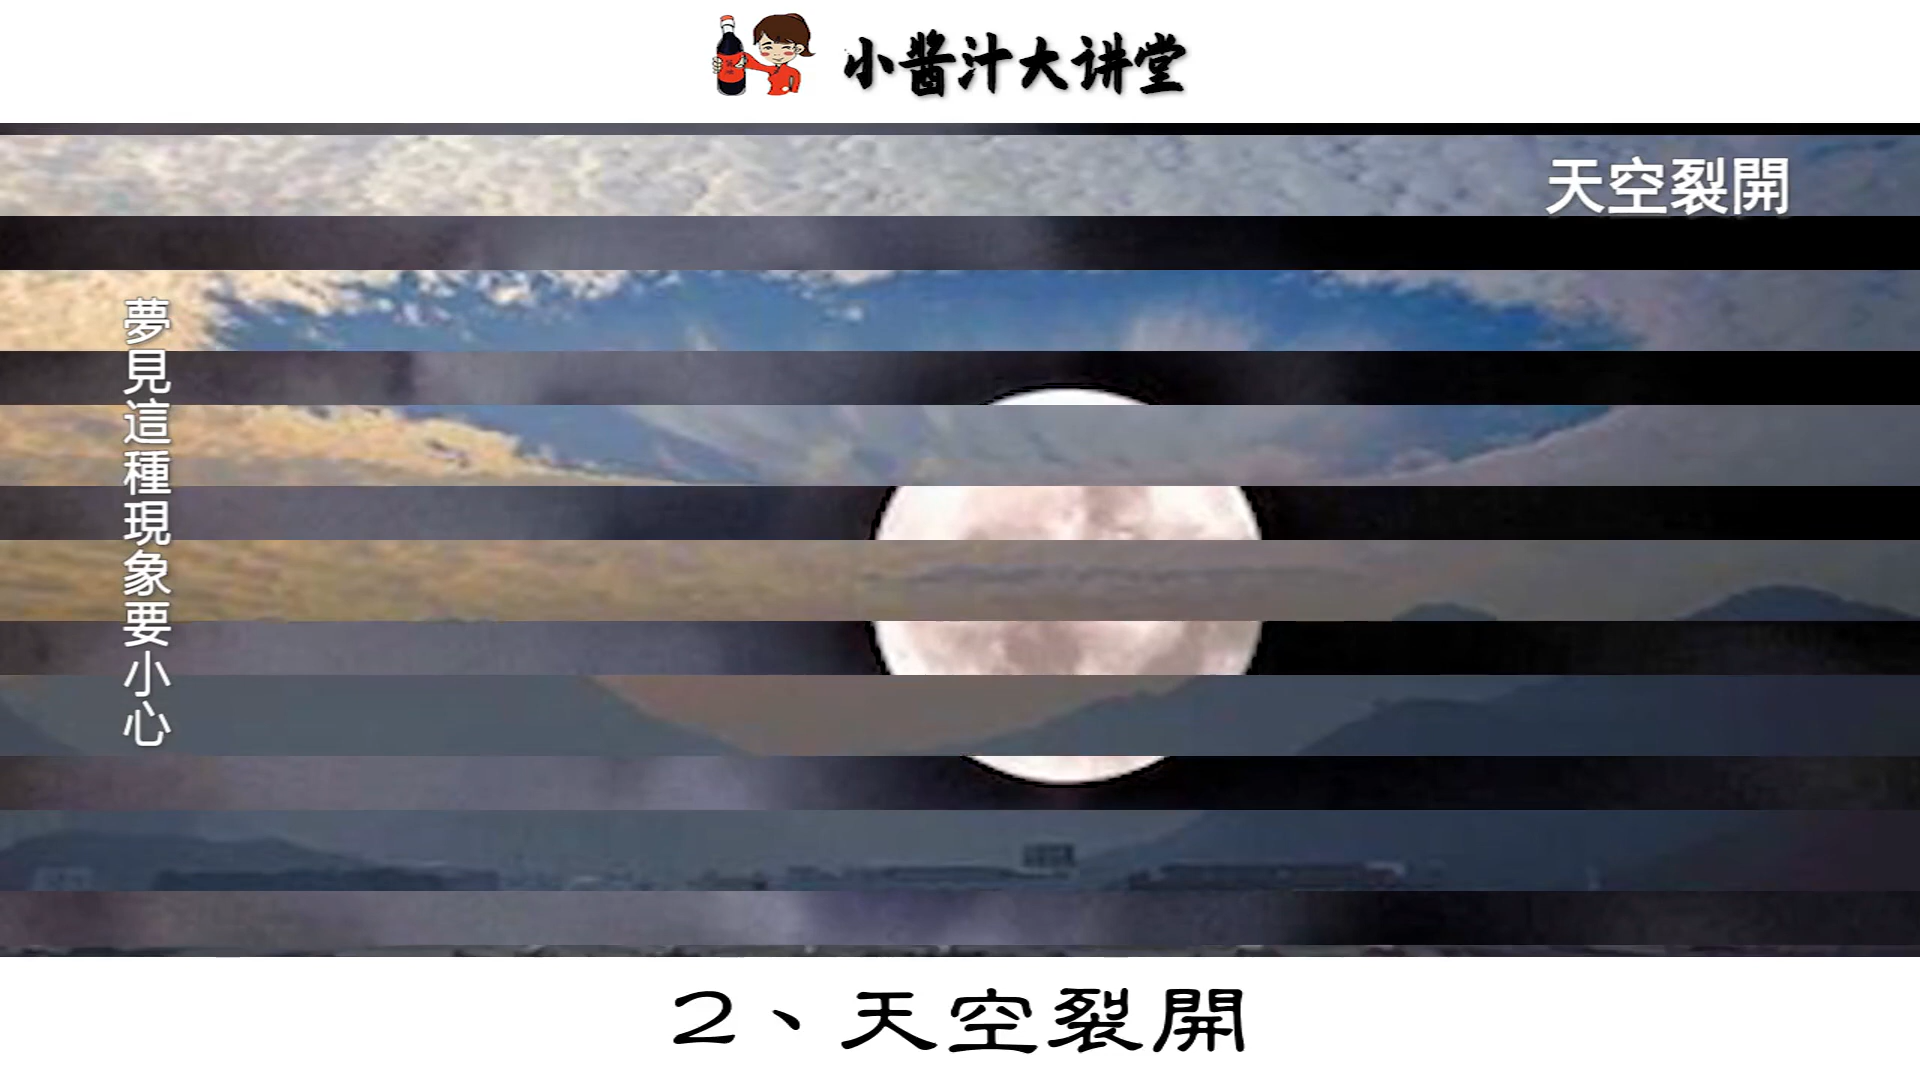 小酱汁大讲堂
天空裂開
夢見這種現象要小心
2、天空裂開